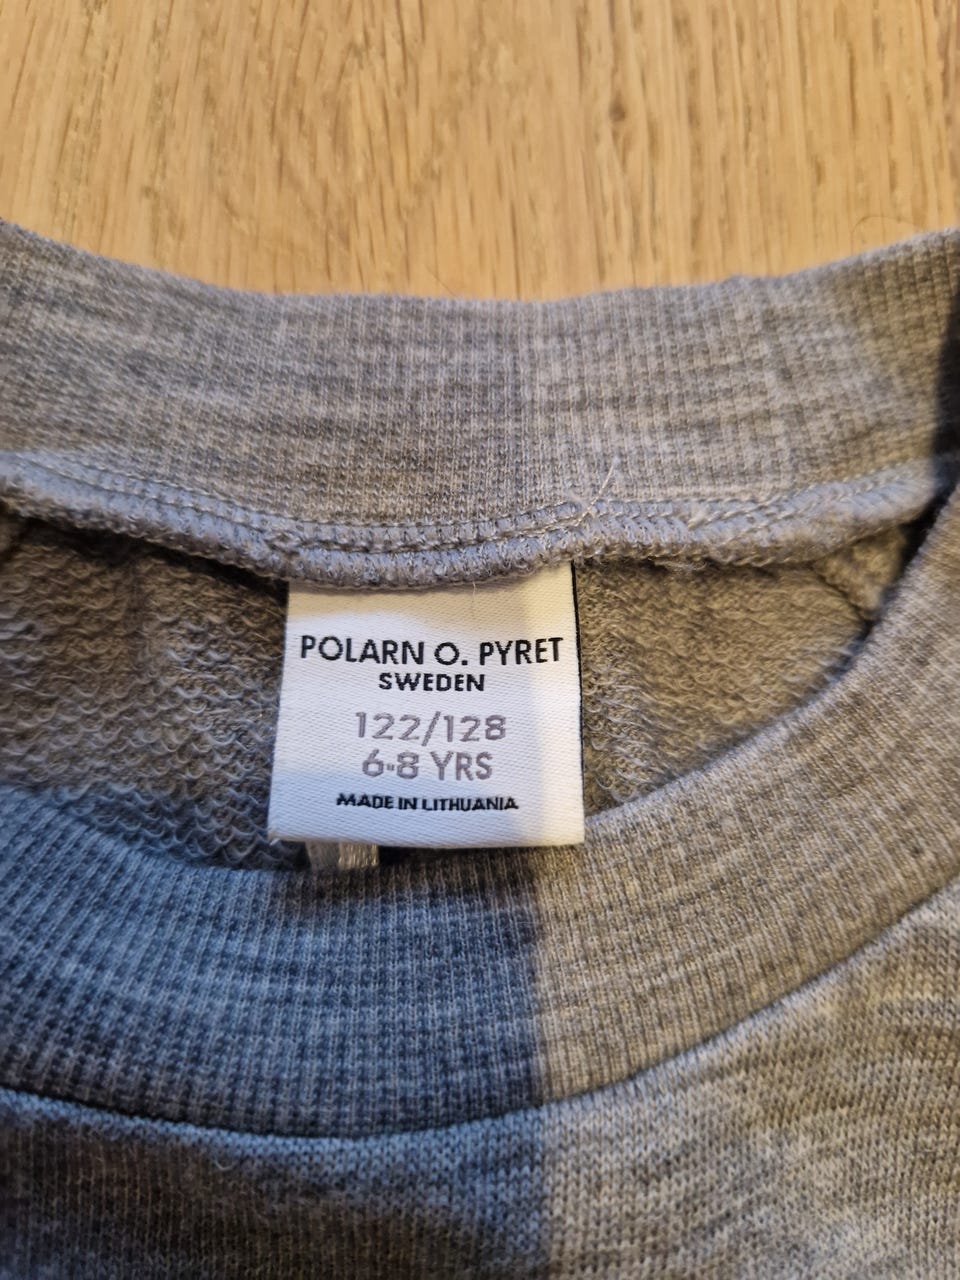 POLARN O. PYRET
SWEDEN
122/128
6-8 YRS
MADE IN LITHUANIA